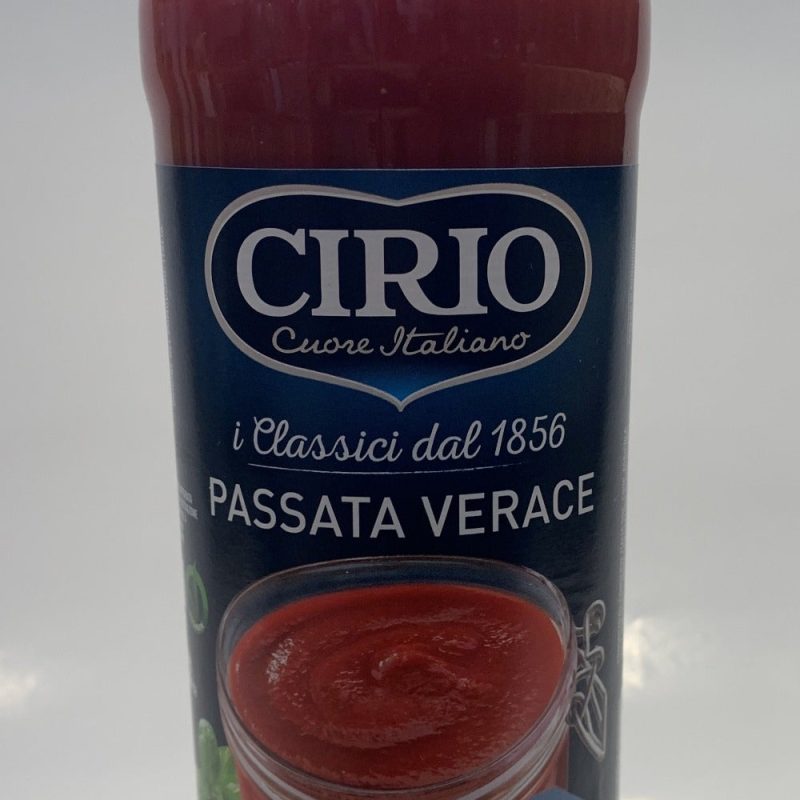 CIRIO
Cuore Italiano
i Classici dal 1856
PASSATA VERACE